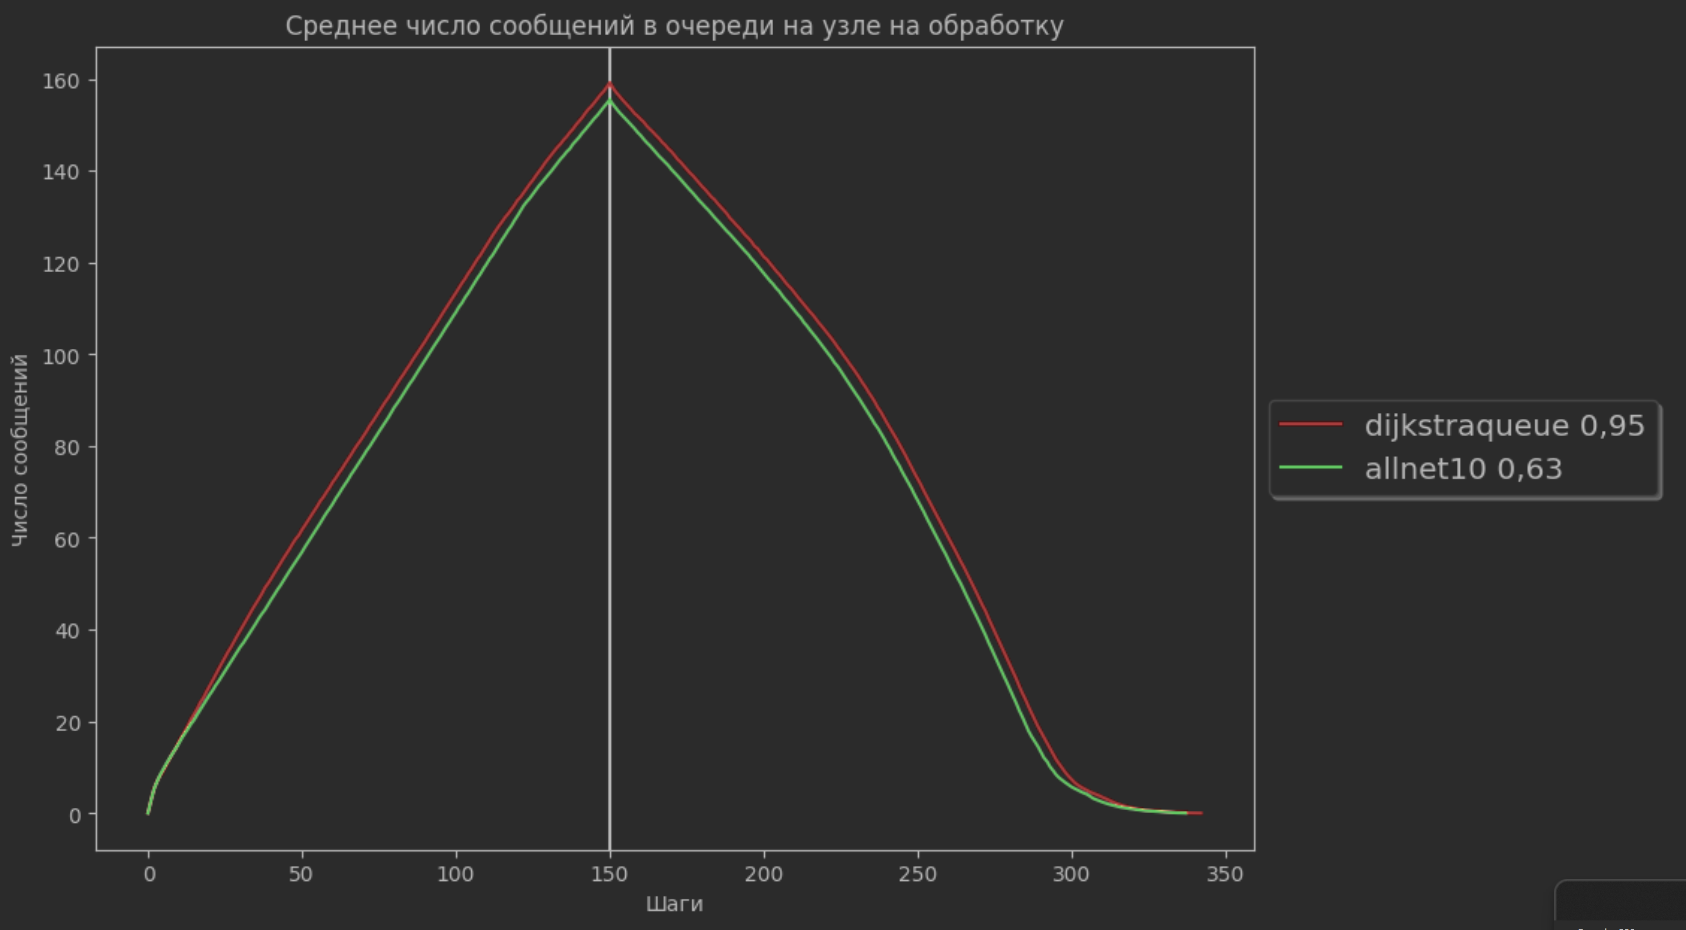 Среднее число сообщений в очереди на узле на обработку
160
140
120
100
80
60
40
20
0
Число сообщений
0 50 100 150 200 250 300 350
Шаги
dijkstraqueue 0,95
allnet10 0,63